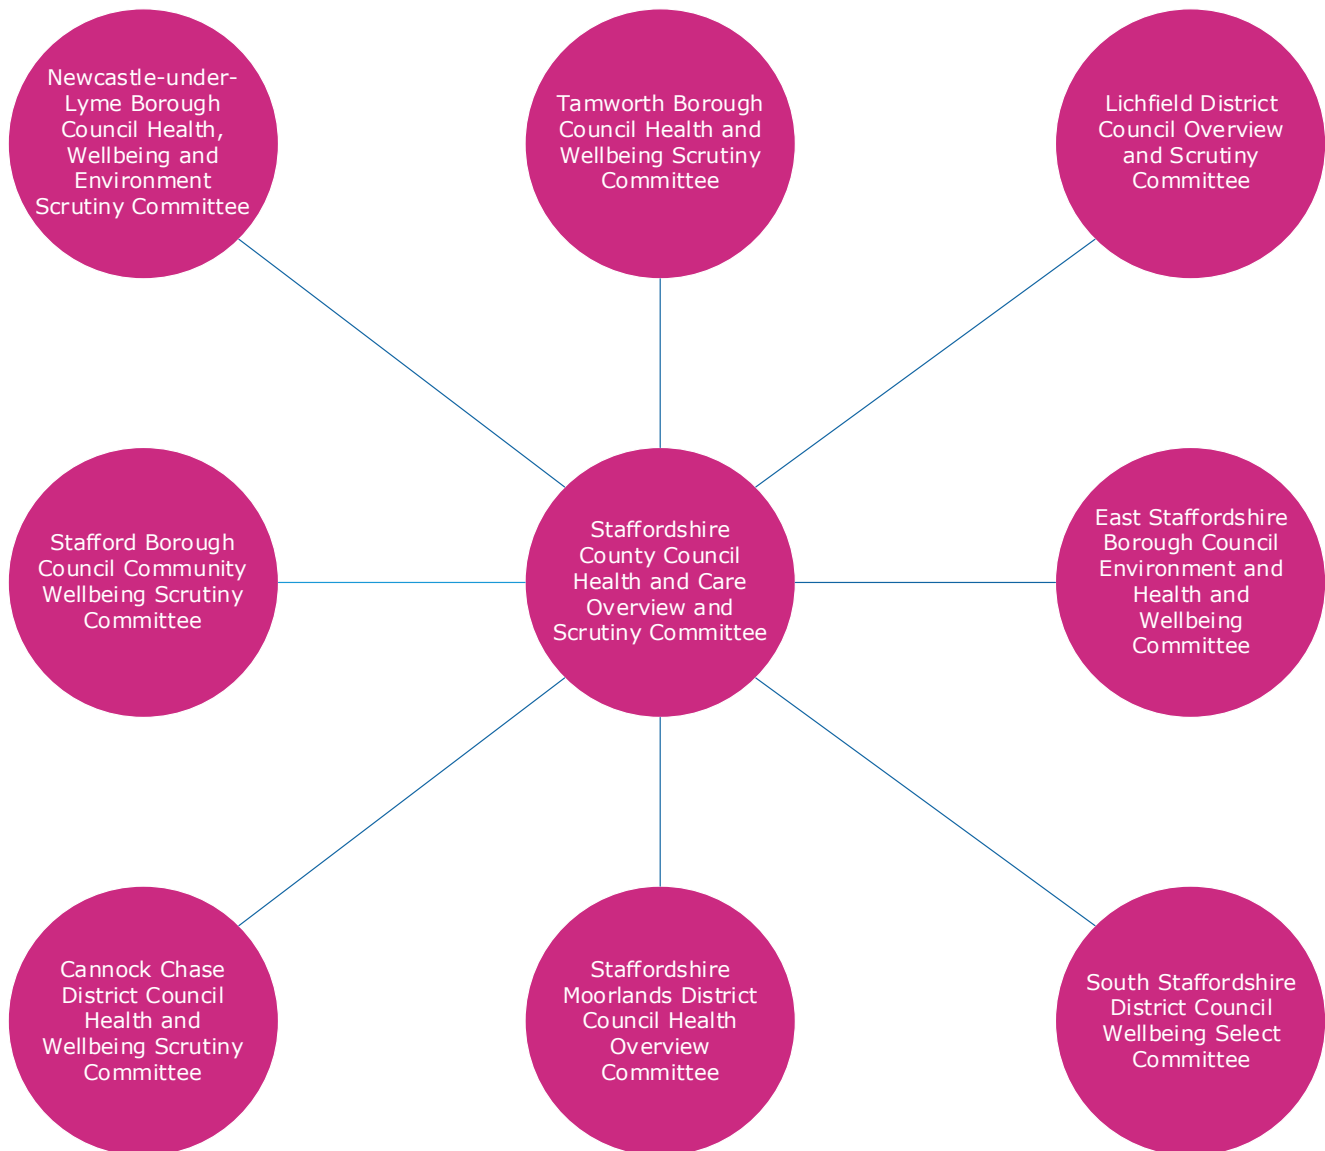 Newcastle-under-
Lyme Borough
Council Health,
Wellbeing and
Environment
Scrutiny Committee
Tamworth Borough
Council Health and
Wellbeing Scrutiny
Committee
Lichfield District
Council Overview
and Scrutiny
Committee
Stafford Borough
Council Community
Wellbeing Scrutiny
Committee
Staffordshire
County Council
Health and Care
Overview and
Scrutiny Committee
East Staffordshire
Borough Council
Environment and
Health and
Wellbeing
Committee
Cannock Chase
District Council
Health and
Wellbeing Scrutiny
Committee
Staffordshire
Moorlands District
Council Health
Overview
Committee
South Staffordshire
District Council
Wellbeing Select
Committee